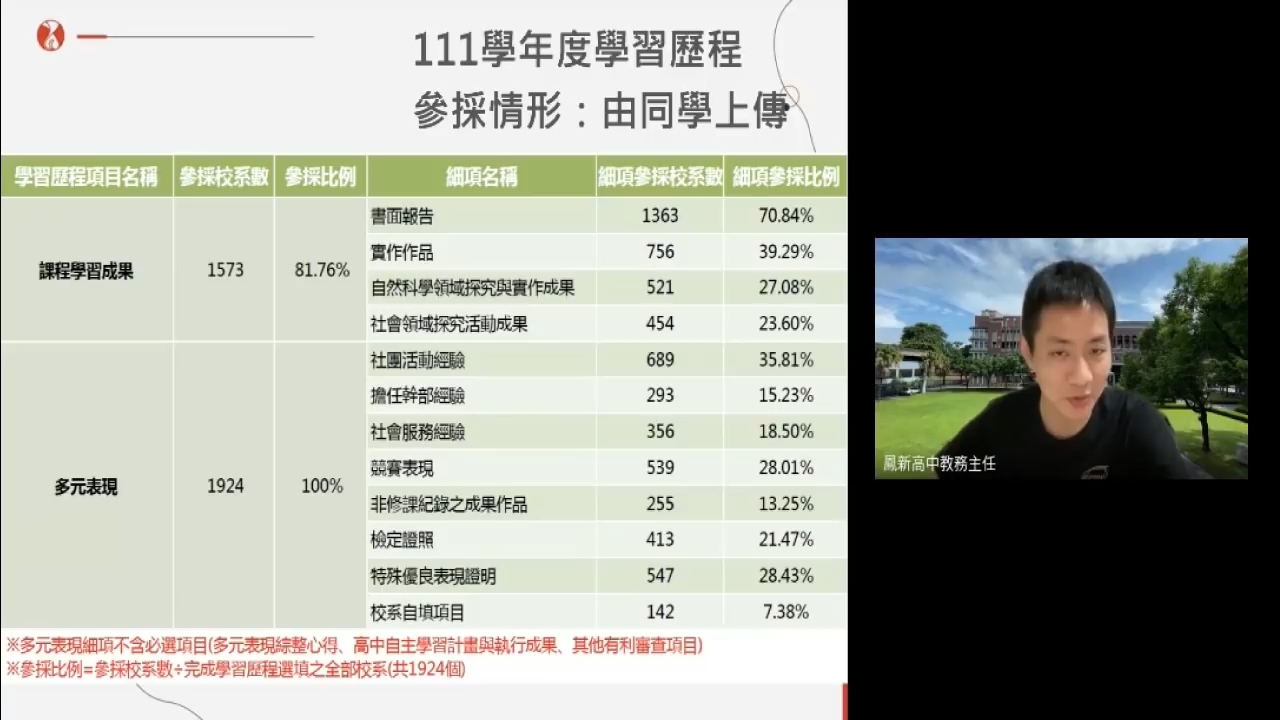 111學年度學習歷程
參採情形：由同學上傳
學習歷程項目名稱 參採校系數 參採比例 細項名稱 細項參採校系數 細項參採比例
課程學習成果 1573 81.76%
書面報告 1363 70.84%
實作作品 756 39.29%
自然科學領域探究與實作成果 521 27.08%
社會領域探究活動成果 454 23.60%
多元表現 1924 100%
社團活動經驗 689 35.81%
擔任幹部經驗 293 15.23%
社會服務經驗 356 18.50%
競賽表現 539 28.01%
非修課紀錄之成果作品 255 13.25%
檢定證照 413 21.47%
特殊優良表現證明 547 28.43%
校系自填項目 142 7.38%
※多元表現細項不含必選項目(多元表現綜整心得、高中自主學習計畫與執行成果、其他有利審查項目)
※參採比例=參採校系數÷完成學習歷程選填之全部校系(共1924個)
鳳新高中教務主任